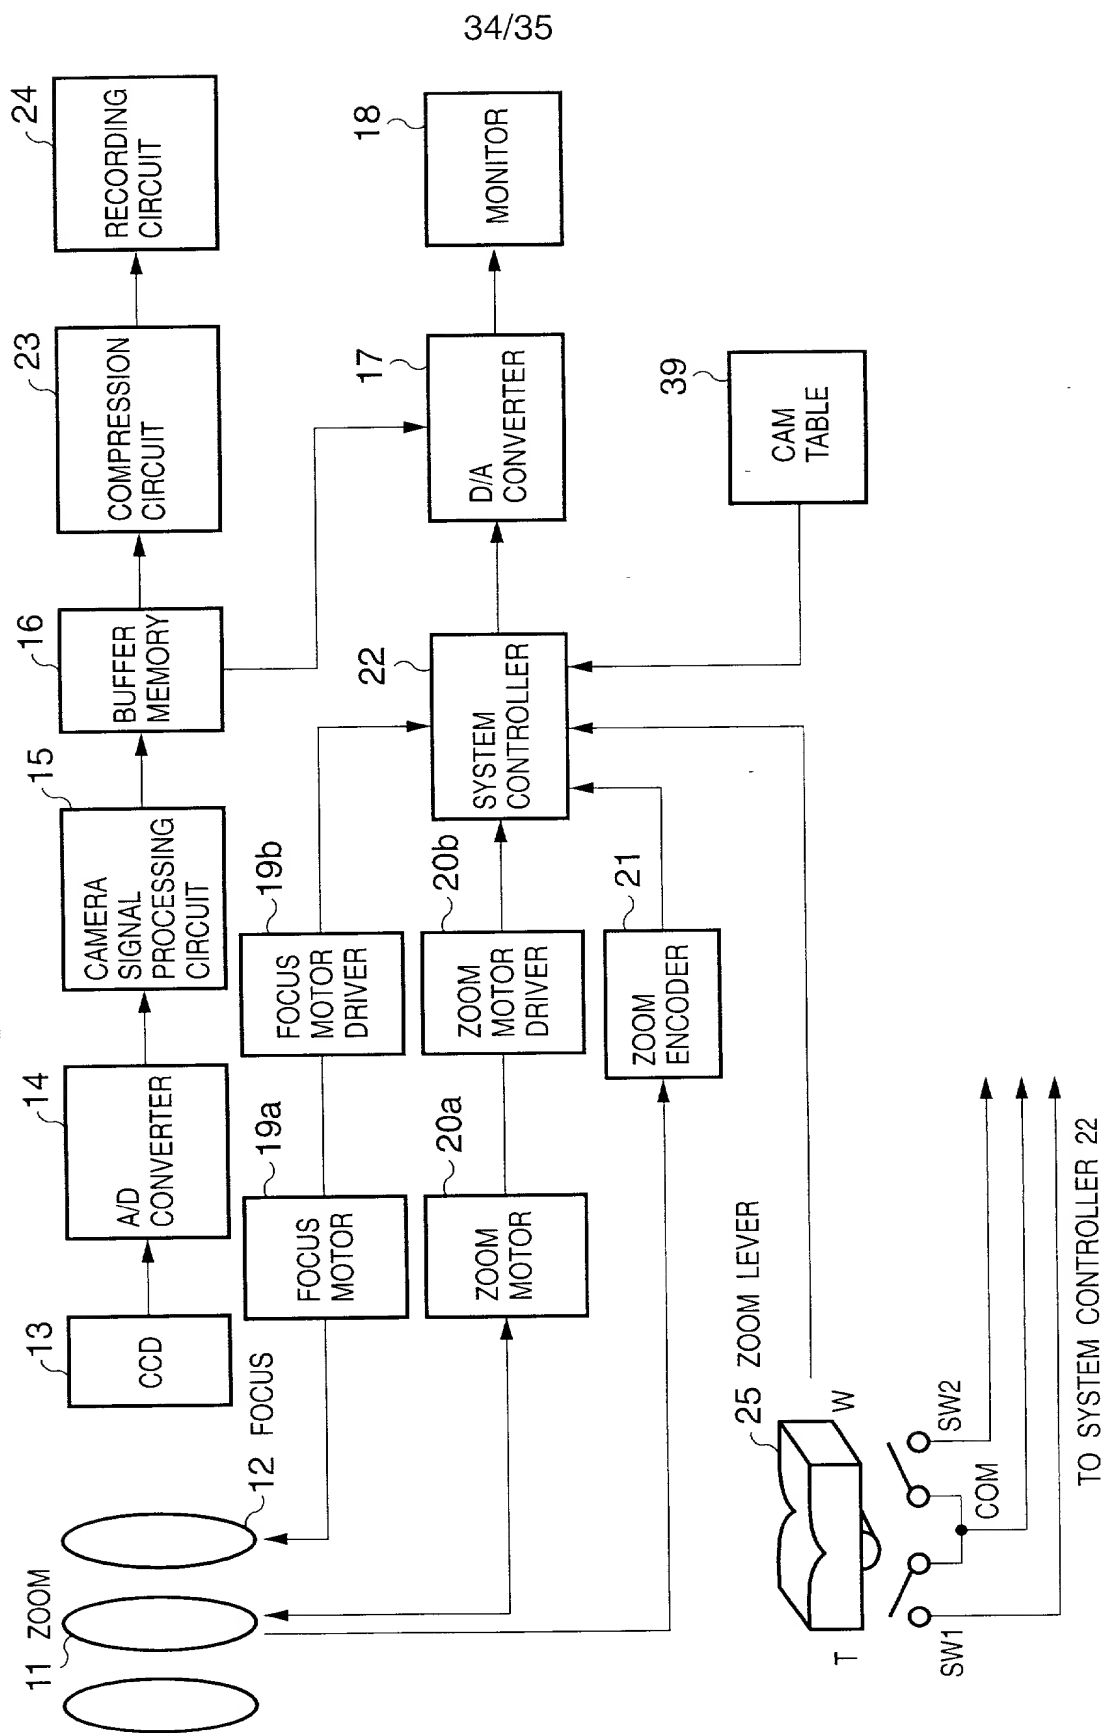 34/35
11 ZOOM
12 FOCUS
13
CCD
14
A/D
CONVERTER
15
CAMERA
SIGNAL
PROCESSING
CIRCUIT
16
BUFFER
MEMORY
23
COMPRESSION
CIRCUIT
24
RECORDING
CIRCUIT
19a
FOCUS
MOTOR
19b
FOCUS
MOTOR
DRIVER
20a
ZOOM
MOTOR
20b
ZOOM
MOTOR
DRIVER
22
SYSTEM
CONTROLLER
17
D/A
CONVERTER
18
MONITOR
21
ZOOM
ENCODER
39
CAM
TABLE
25 ZOOM LEVER
T
W
SW1
COM
SW2
TO SYSTEM CONTROLLER 22